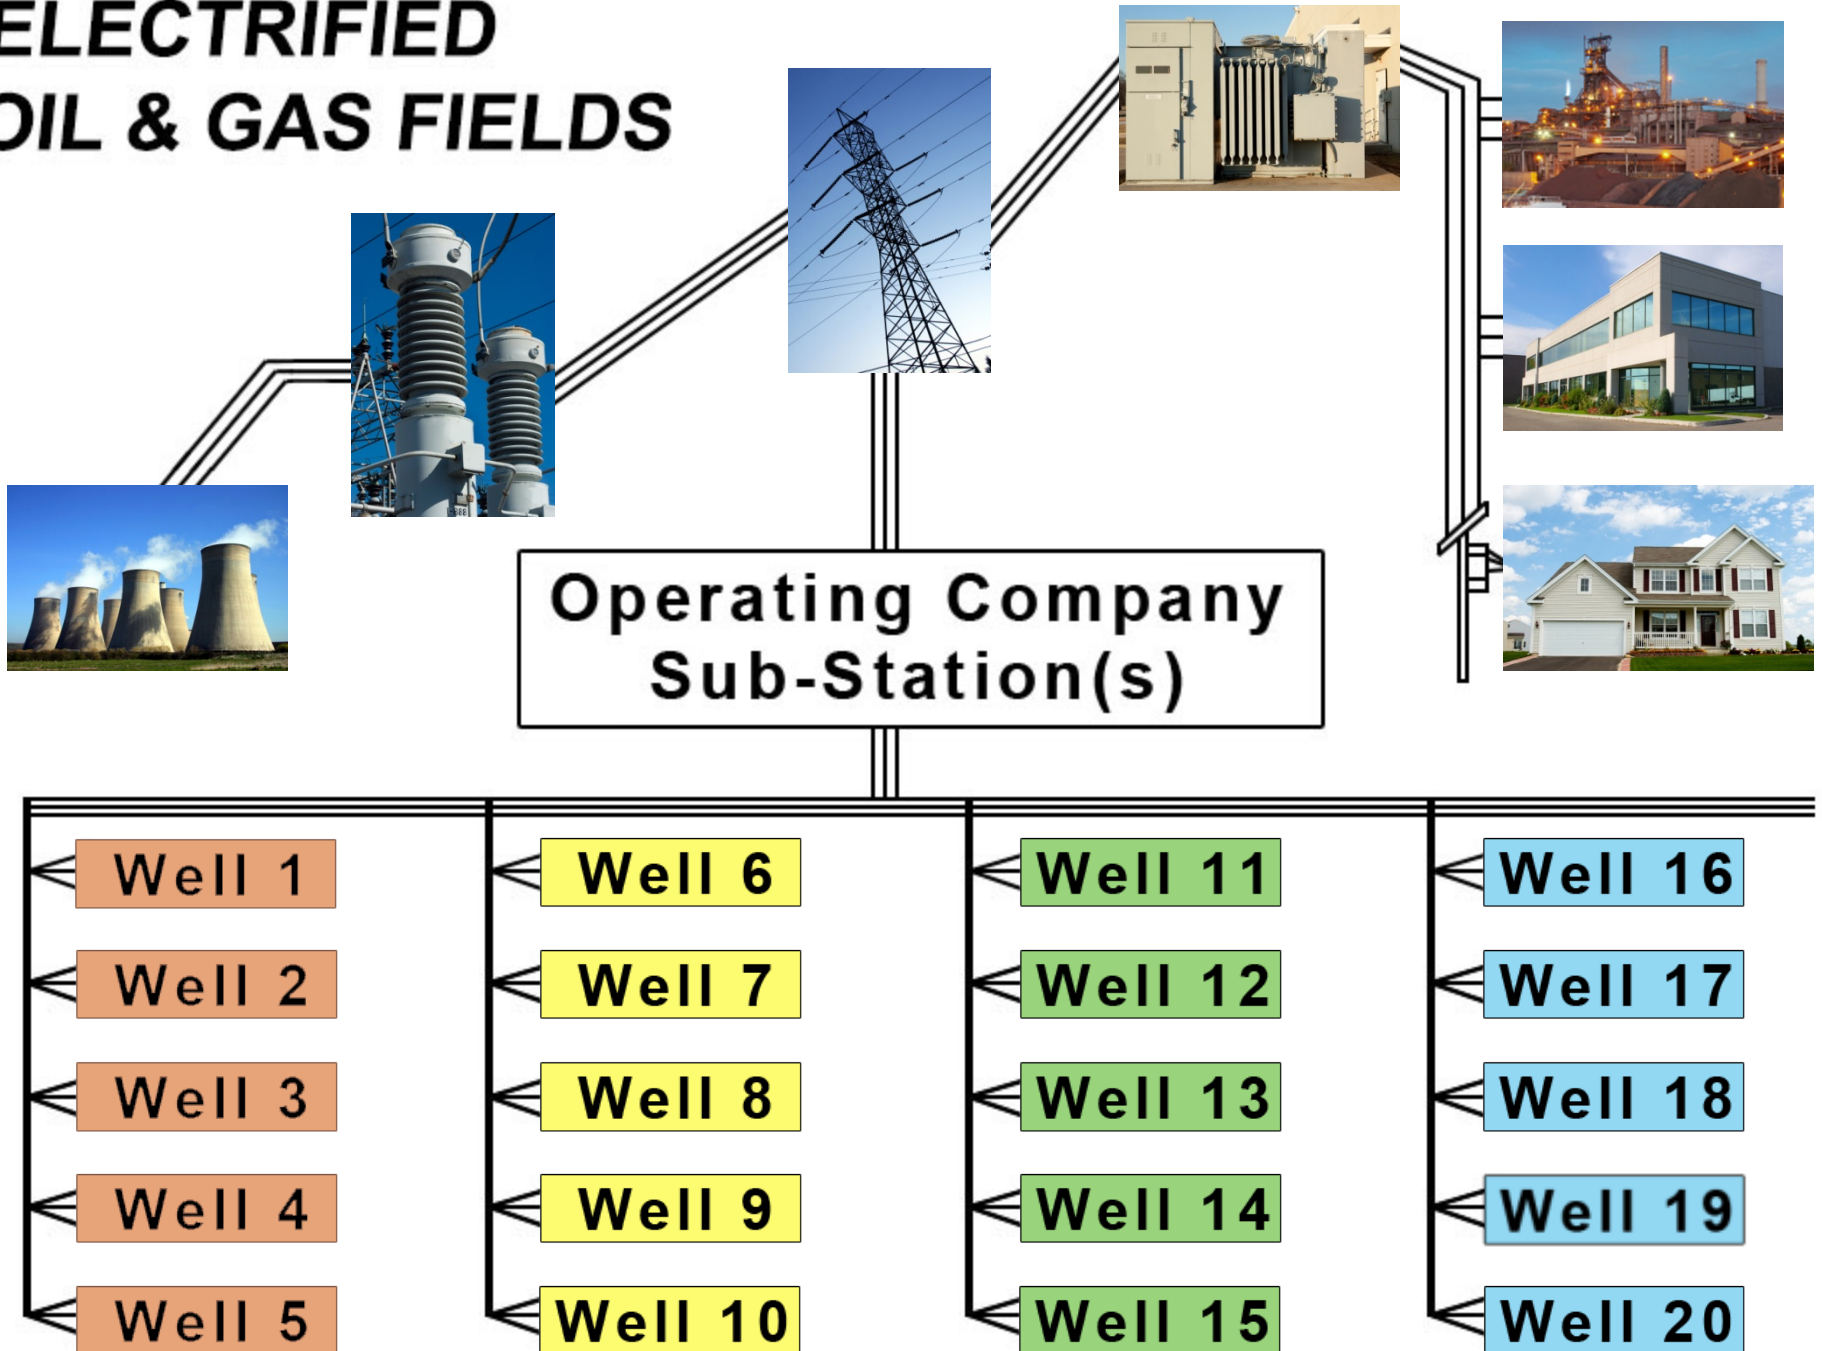 ELECTRIFIED
OIL & GAS FIELDS
Operating Company
Sub-Station(s)
Well 1
Well 2
Well 3
Well 4
Well 5
Well 6
Well 7
Well 8
Well 9
Well 10
Well 11
Well 12
Well 13
Well 14
Well 15
Well 16
Well 17
Well 18
Well 19
Well 20